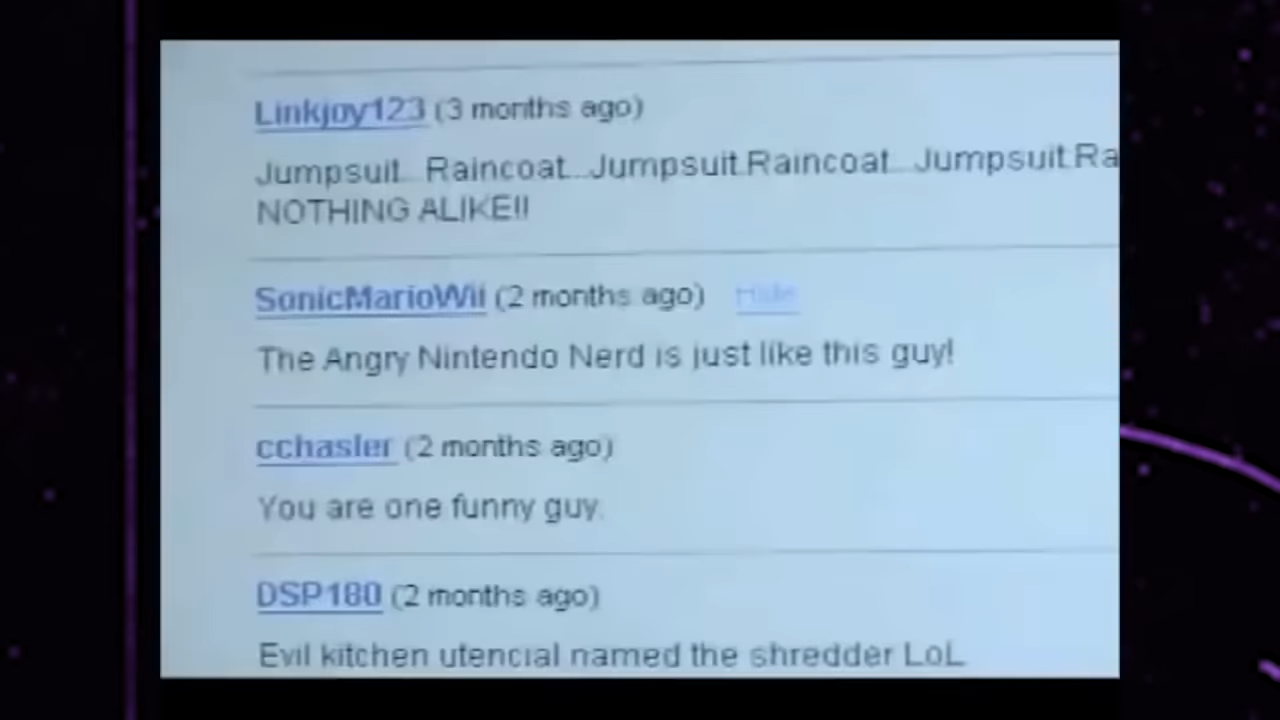 Linkjoy123 (3 months ago)
Jumpsuit...Raincoat...Jumpsuit.Raincoat...Jumpsuit.Ra
NOTHING ALIKE!!
SonicMarioWii (2 months ago) Hide
The Angry Nintendo Nerd is just like this guy!
cchasler (2 months ago)
You are one funny guy.
DSP180 (2 months ago)
Evil kitchen utencial named the shredder LoL